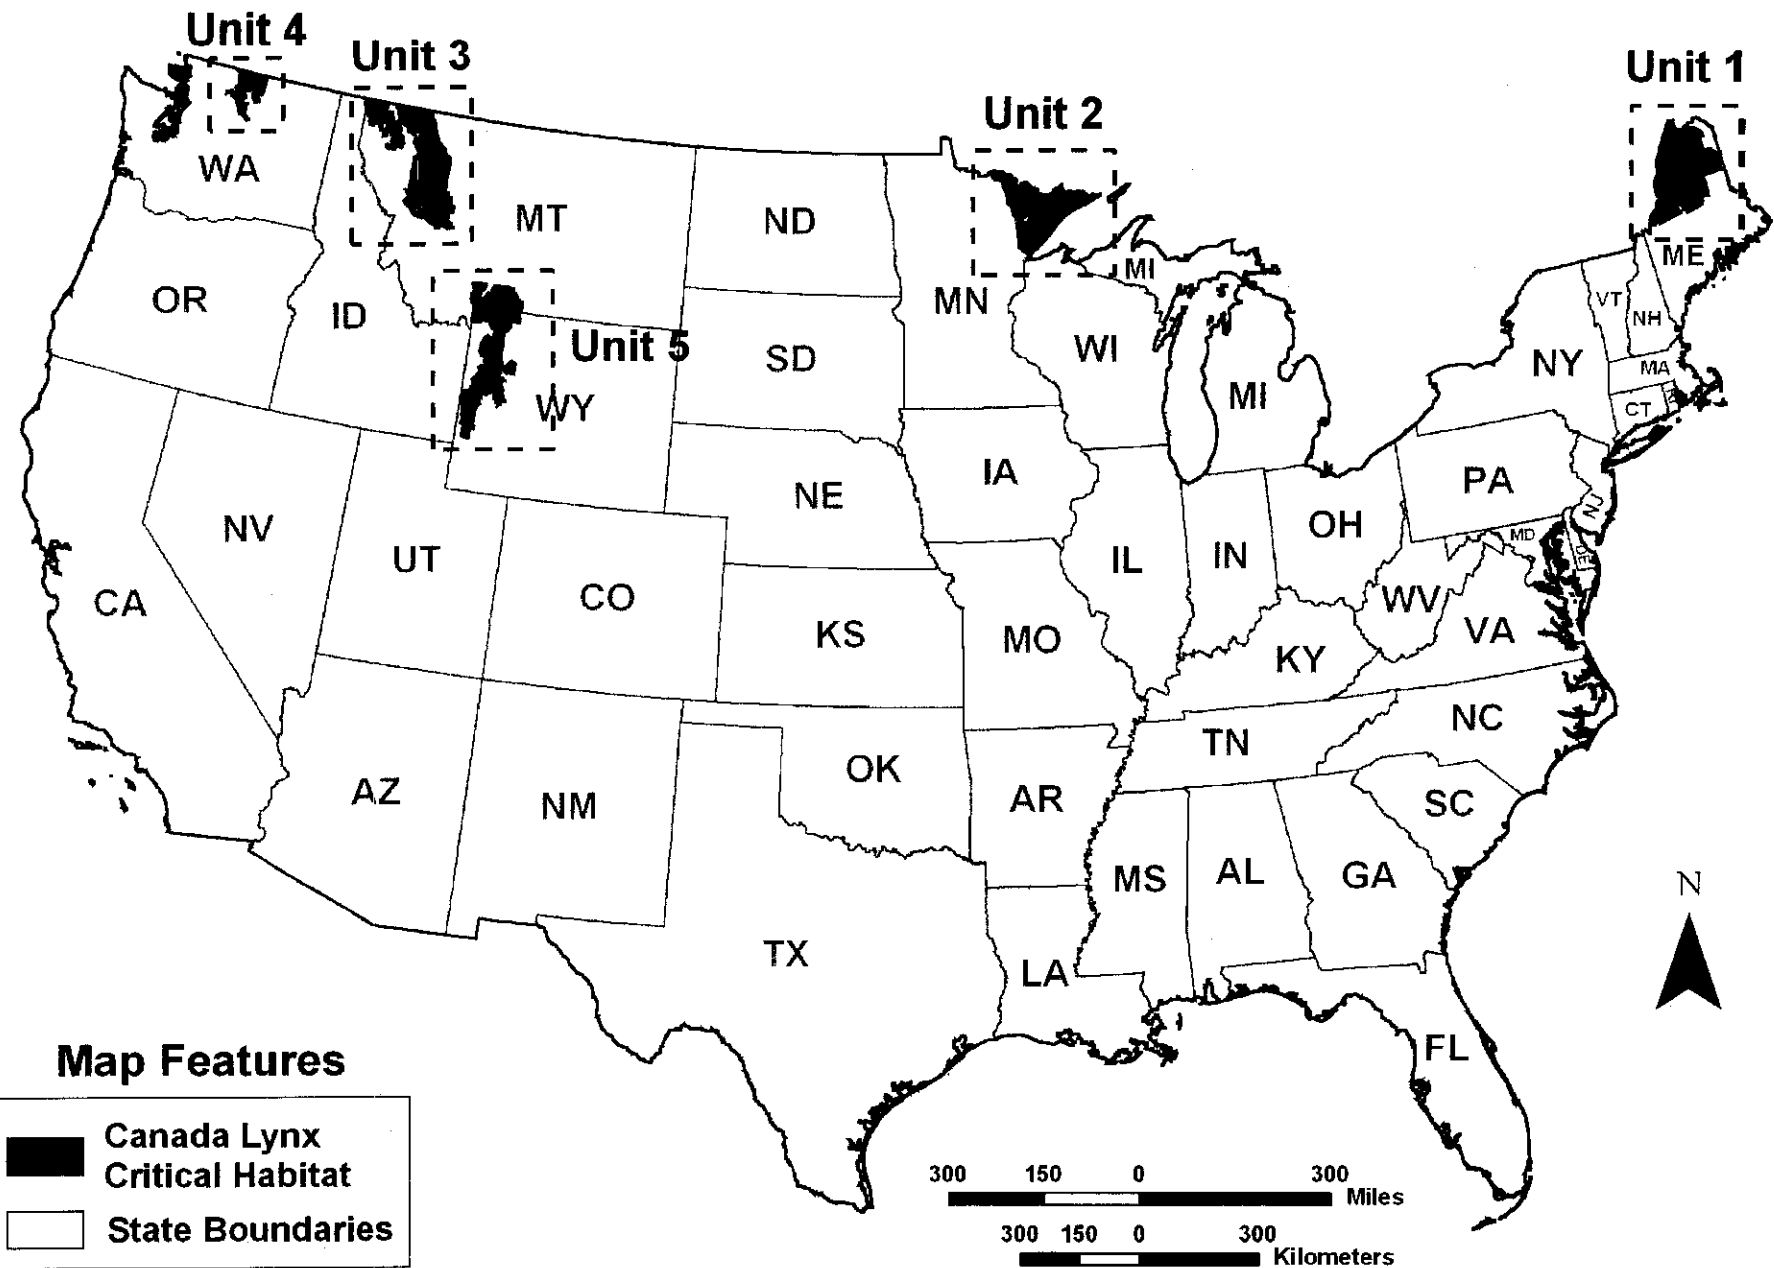 Unit 4
Unit 3
Unit 1
Unit 2
WA
MT
ND
OR
ID
MN
MI
ME
VT
NH
Unit 5
SD
WI
NY
MA
WY
MI
CT
IA
PA
NE
NJ
NV
OH
MD
UT
IL
IN
DE
CA
CO
WV
KS
MO
VA
KY
NC
TN
OK
AZ
NM
AR
SC
MS
AL
GA
N
TX
LA
FL
Map Features
Canada Lynx
Critical Habitat
State Boundaries
300 150 0 300
Miles
300 150 0 300
Kilometers